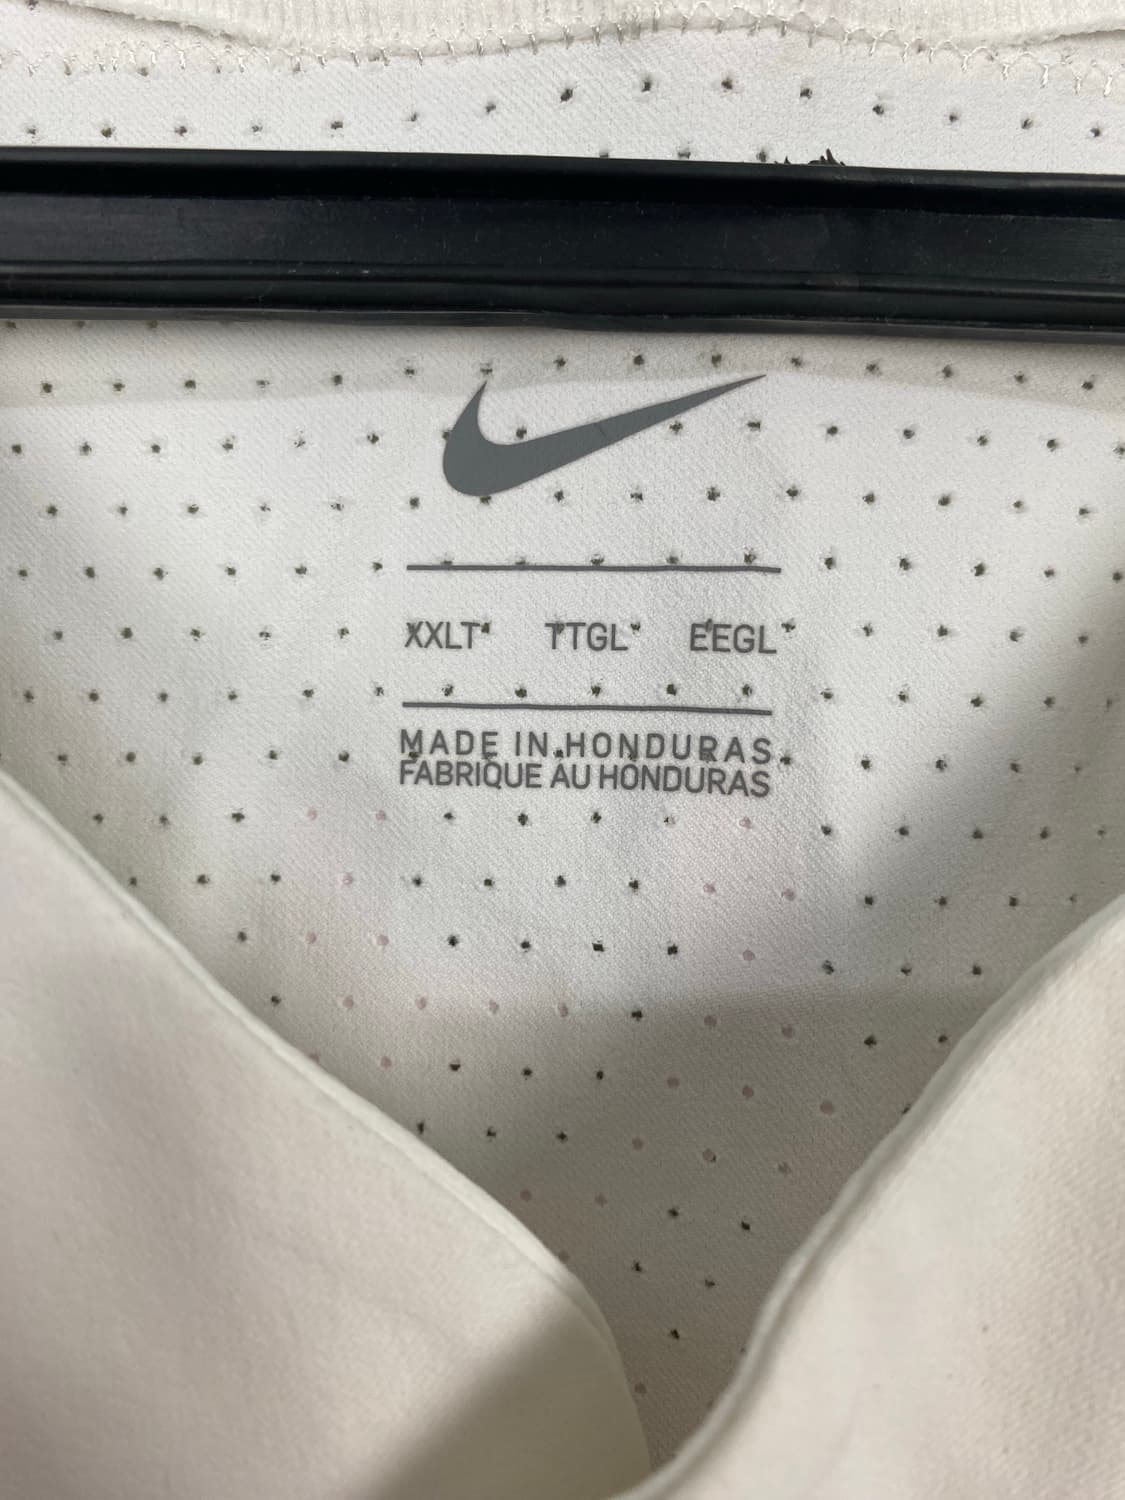 XXLT TTGL EEGL
MADE IN HONDURAS
FABRIQUE AU HONDURAS